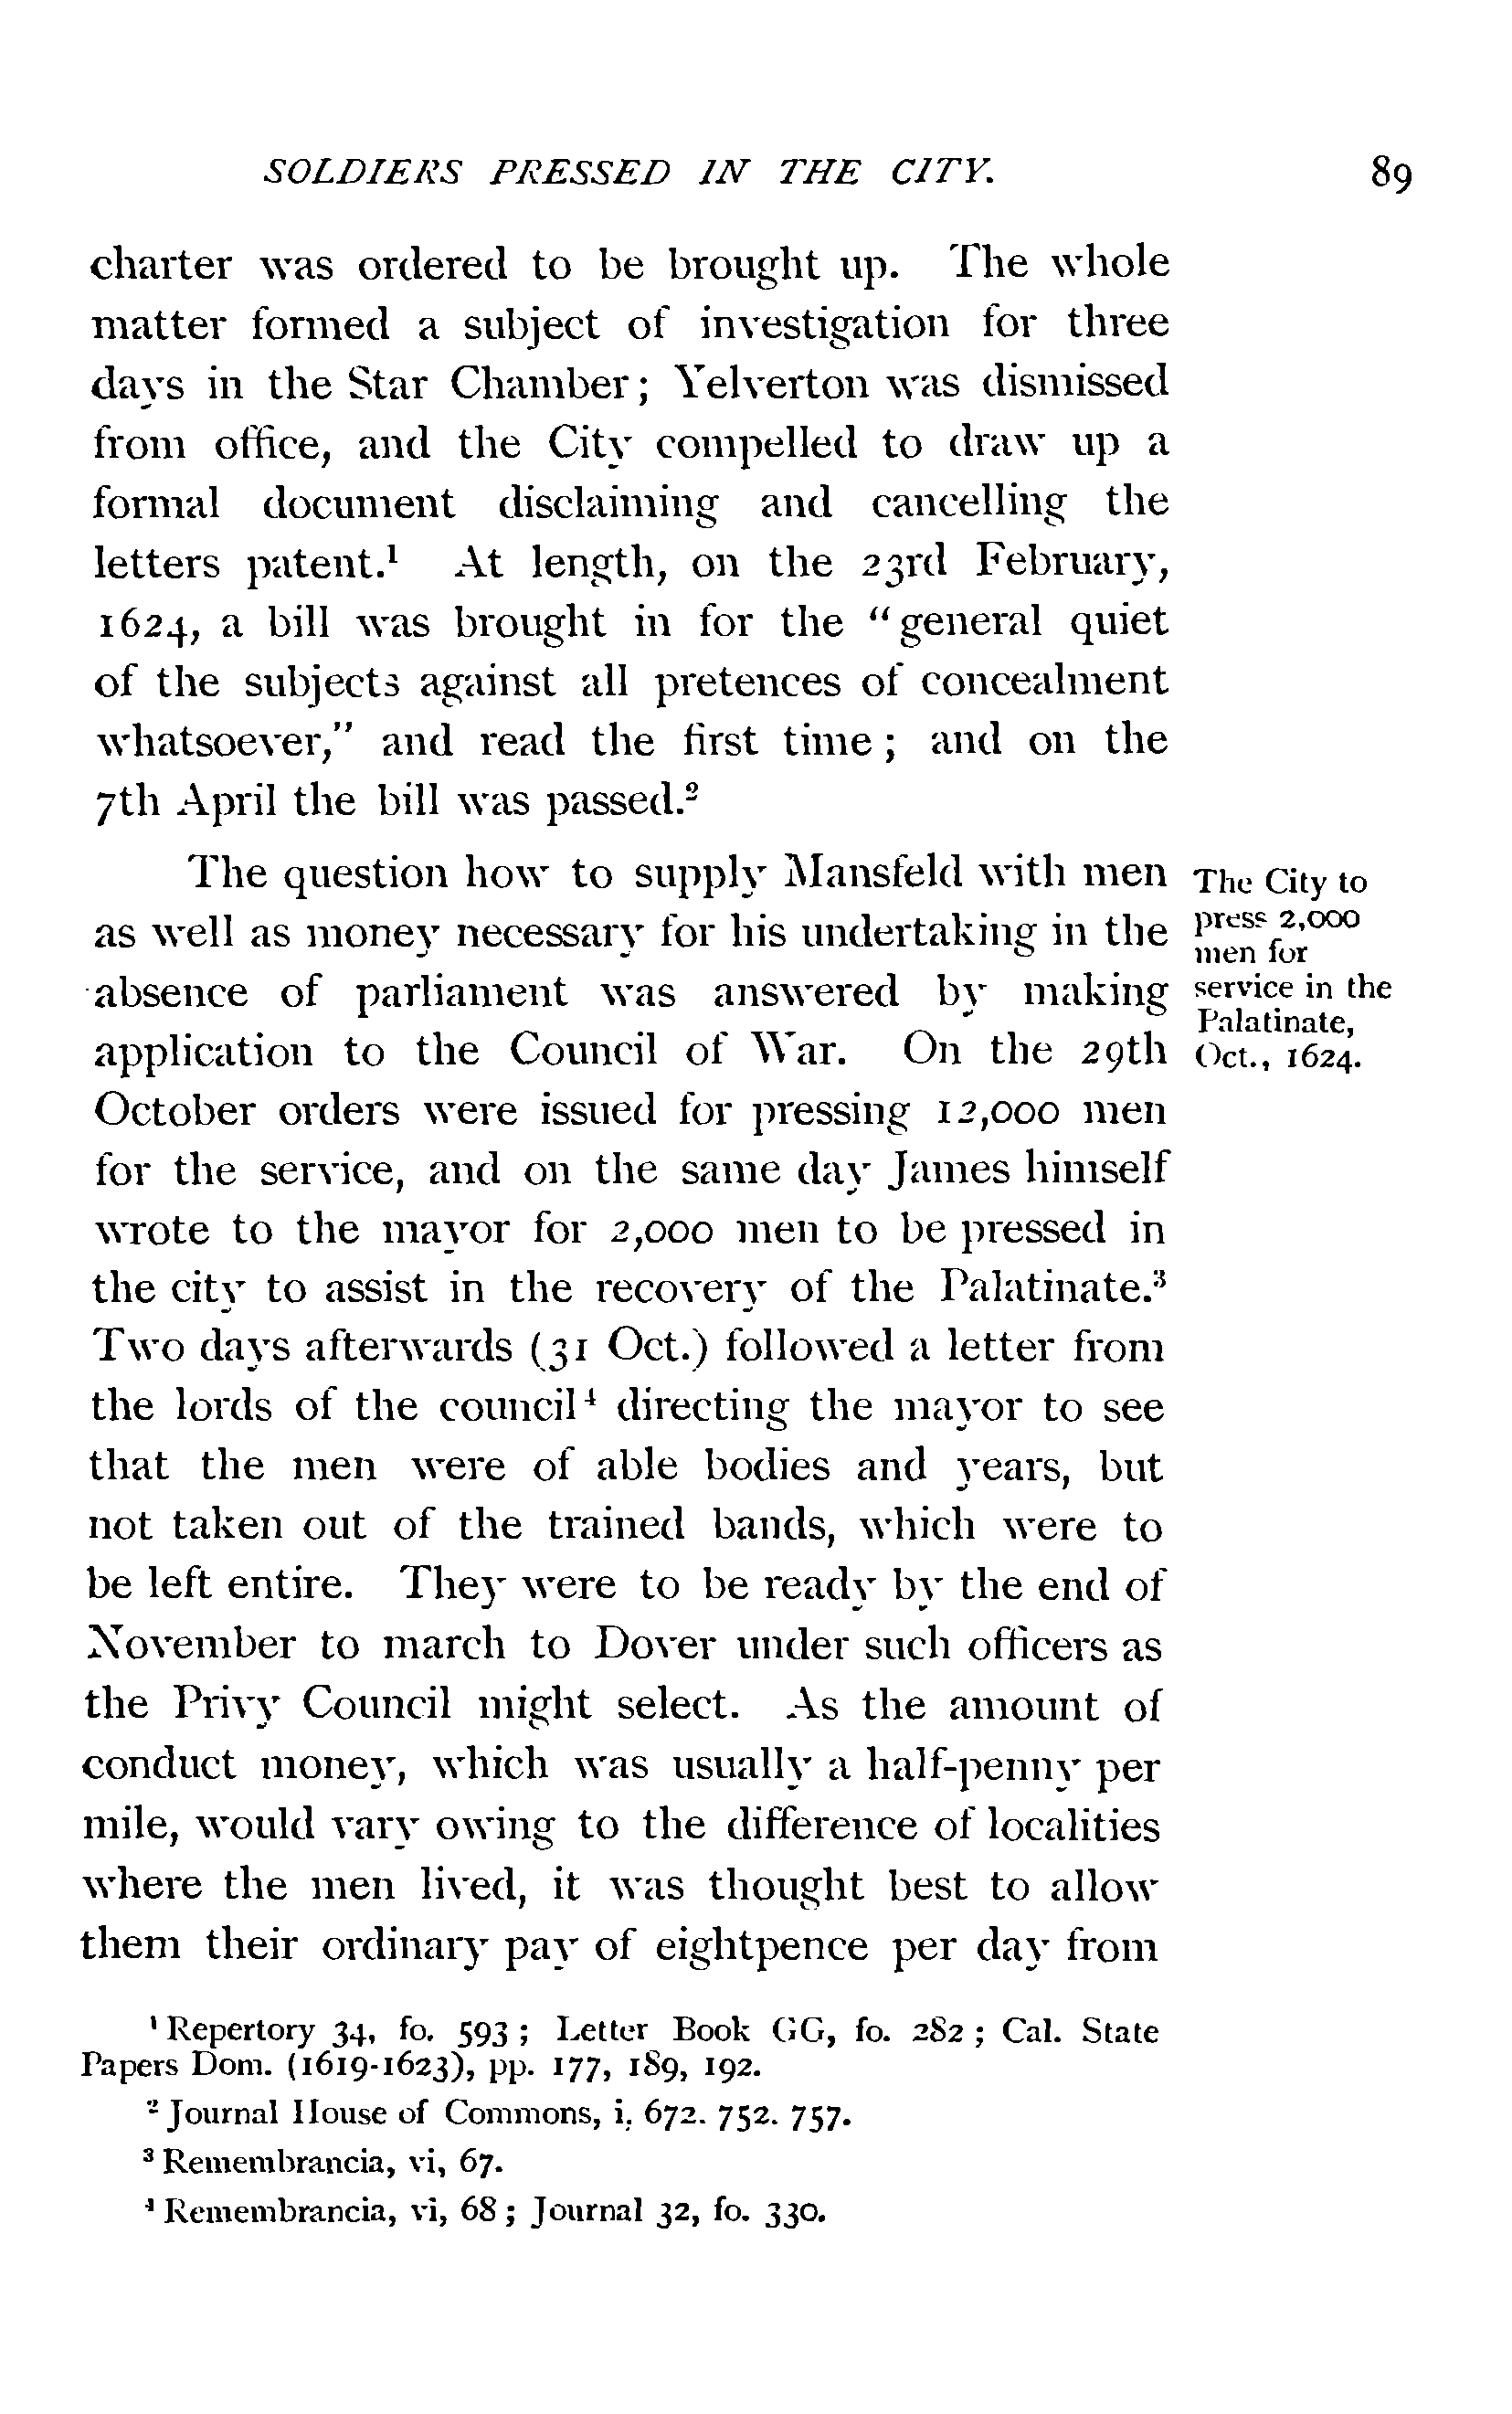 SOLDIERS PRESSED IN THE CITY. 89
charter was ordered to be brought up. The whole
matter formed a subject of investigation for three
days in the Star Chamber; Yelverton was dismissed
from office, and the City compelled to draw up a
formal document disclaiming and cancelling the
letters patent.¹ At length, on the 23rd February,
1624, a bill was brought in for the "general quiet
of the subjects against all pretences of concealment
whatsoever," and read the first time; and on the
7th April the bill was passed.²
The question how to supply Mansfeld with men
as well as money necessary for his undertaking in the
absence of parliament was answered by making
application to the Council of War. On the 29th
October orders were issued for pressing 12,000 men
for the service, and on the same day James himself
wrote to the mayor for 2,000 men to be pressed in
the city to assist in the recovery of the Palatinate.³
Two days afterwards (31 Oct.) followed a letter from
the lords of the council⁴ directing the mayor to see
that the men were of able bodies and years, but
not taken out of the trained bands, which were to
be left entire. They were to be ready by the end of
November to march to Dover under such officers as
the Privy Council might select. As the amount of
conduct money, which was usually a half-penny per
mile, would vary owing to the difference of localities
where the men lived, it was thought best to allow
them their ordinary pay of eightpence per day from
The City to
press 2,000
men for
service in the
Palatinate,
Oct., 1624.
¹ Repertory 34, fo. 593; Letter Book GG, fo. 282; Cal. State
Papers Dom. (1619-1623), pp. 177, 189, 192.
² Journal House of Commons, i, 672. 752. 757.
³ Remembrancia, vi, 67.
⁴ Remembrancia, vi, 68; Journal 32, fo. 330.